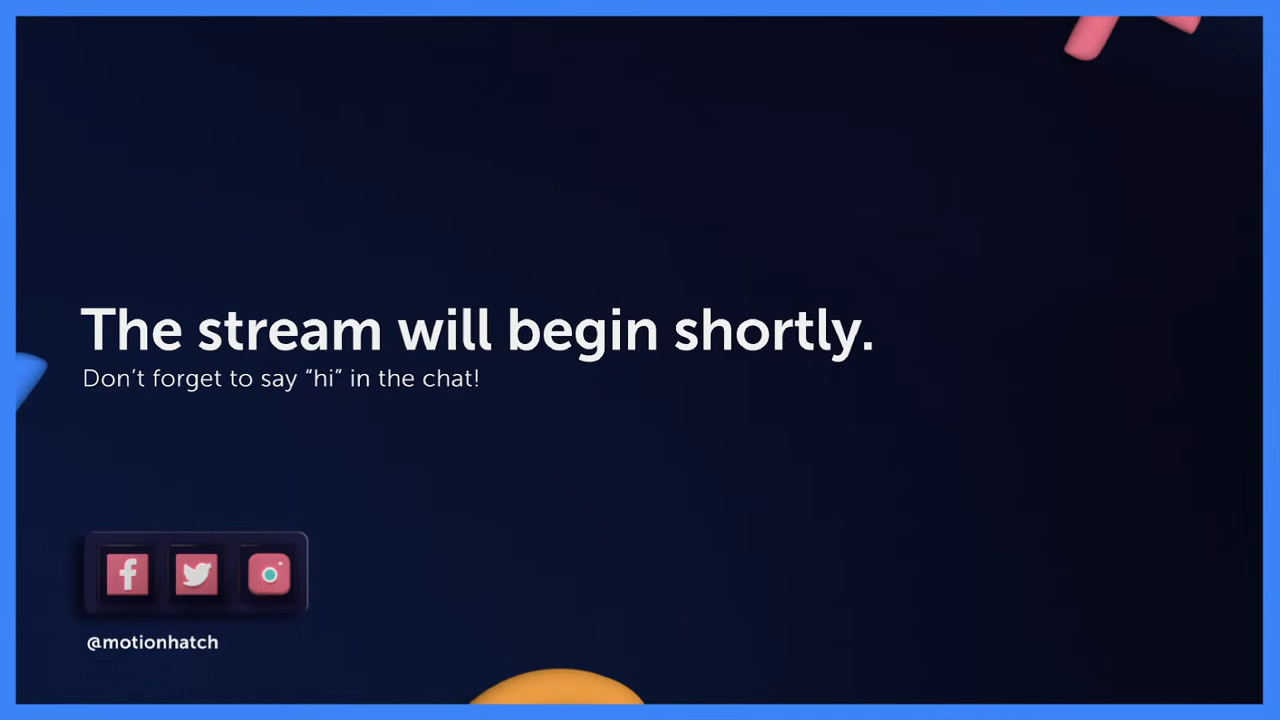 The stream will begin shortly.
Don’t forget to say “hi” in the chat!
@motionhatch